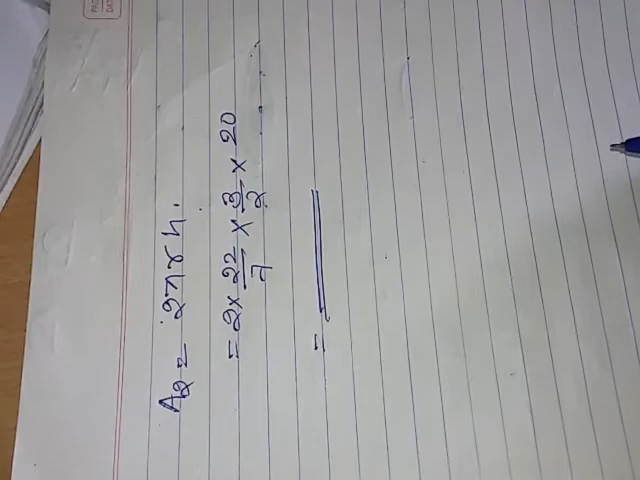 A2 = 2πrh.
= 2 × 22/7 × 3/2 × 20
=